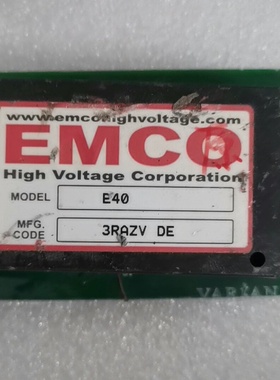 www.emcohighvoltage.com
EMCO
High Voltage Corporation
MODEL E40
MFG. CODE 3RAZV DE
VARIAN